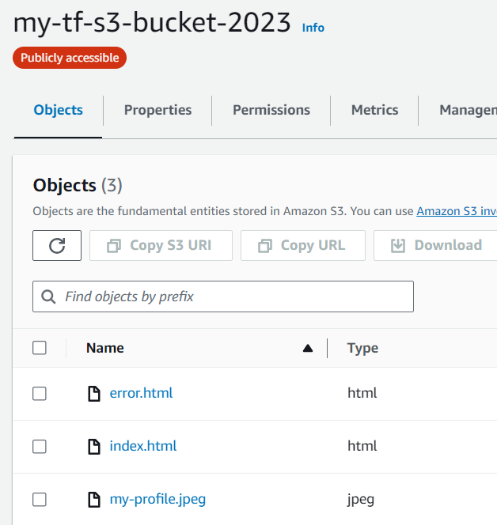 my-tf-s3-bucket-2023 Info
Publicly accessible
Objects Properties Permissions Metrics Managem
Objects (3)
Objects are the fundamental entities stored in Amazon S3. You can use Amazon S3 inv
Copy S3 URI Copy URL Download
Find objects by prefix
Name Type
error.html html
index.html html
my-profile.jpeg jpeg